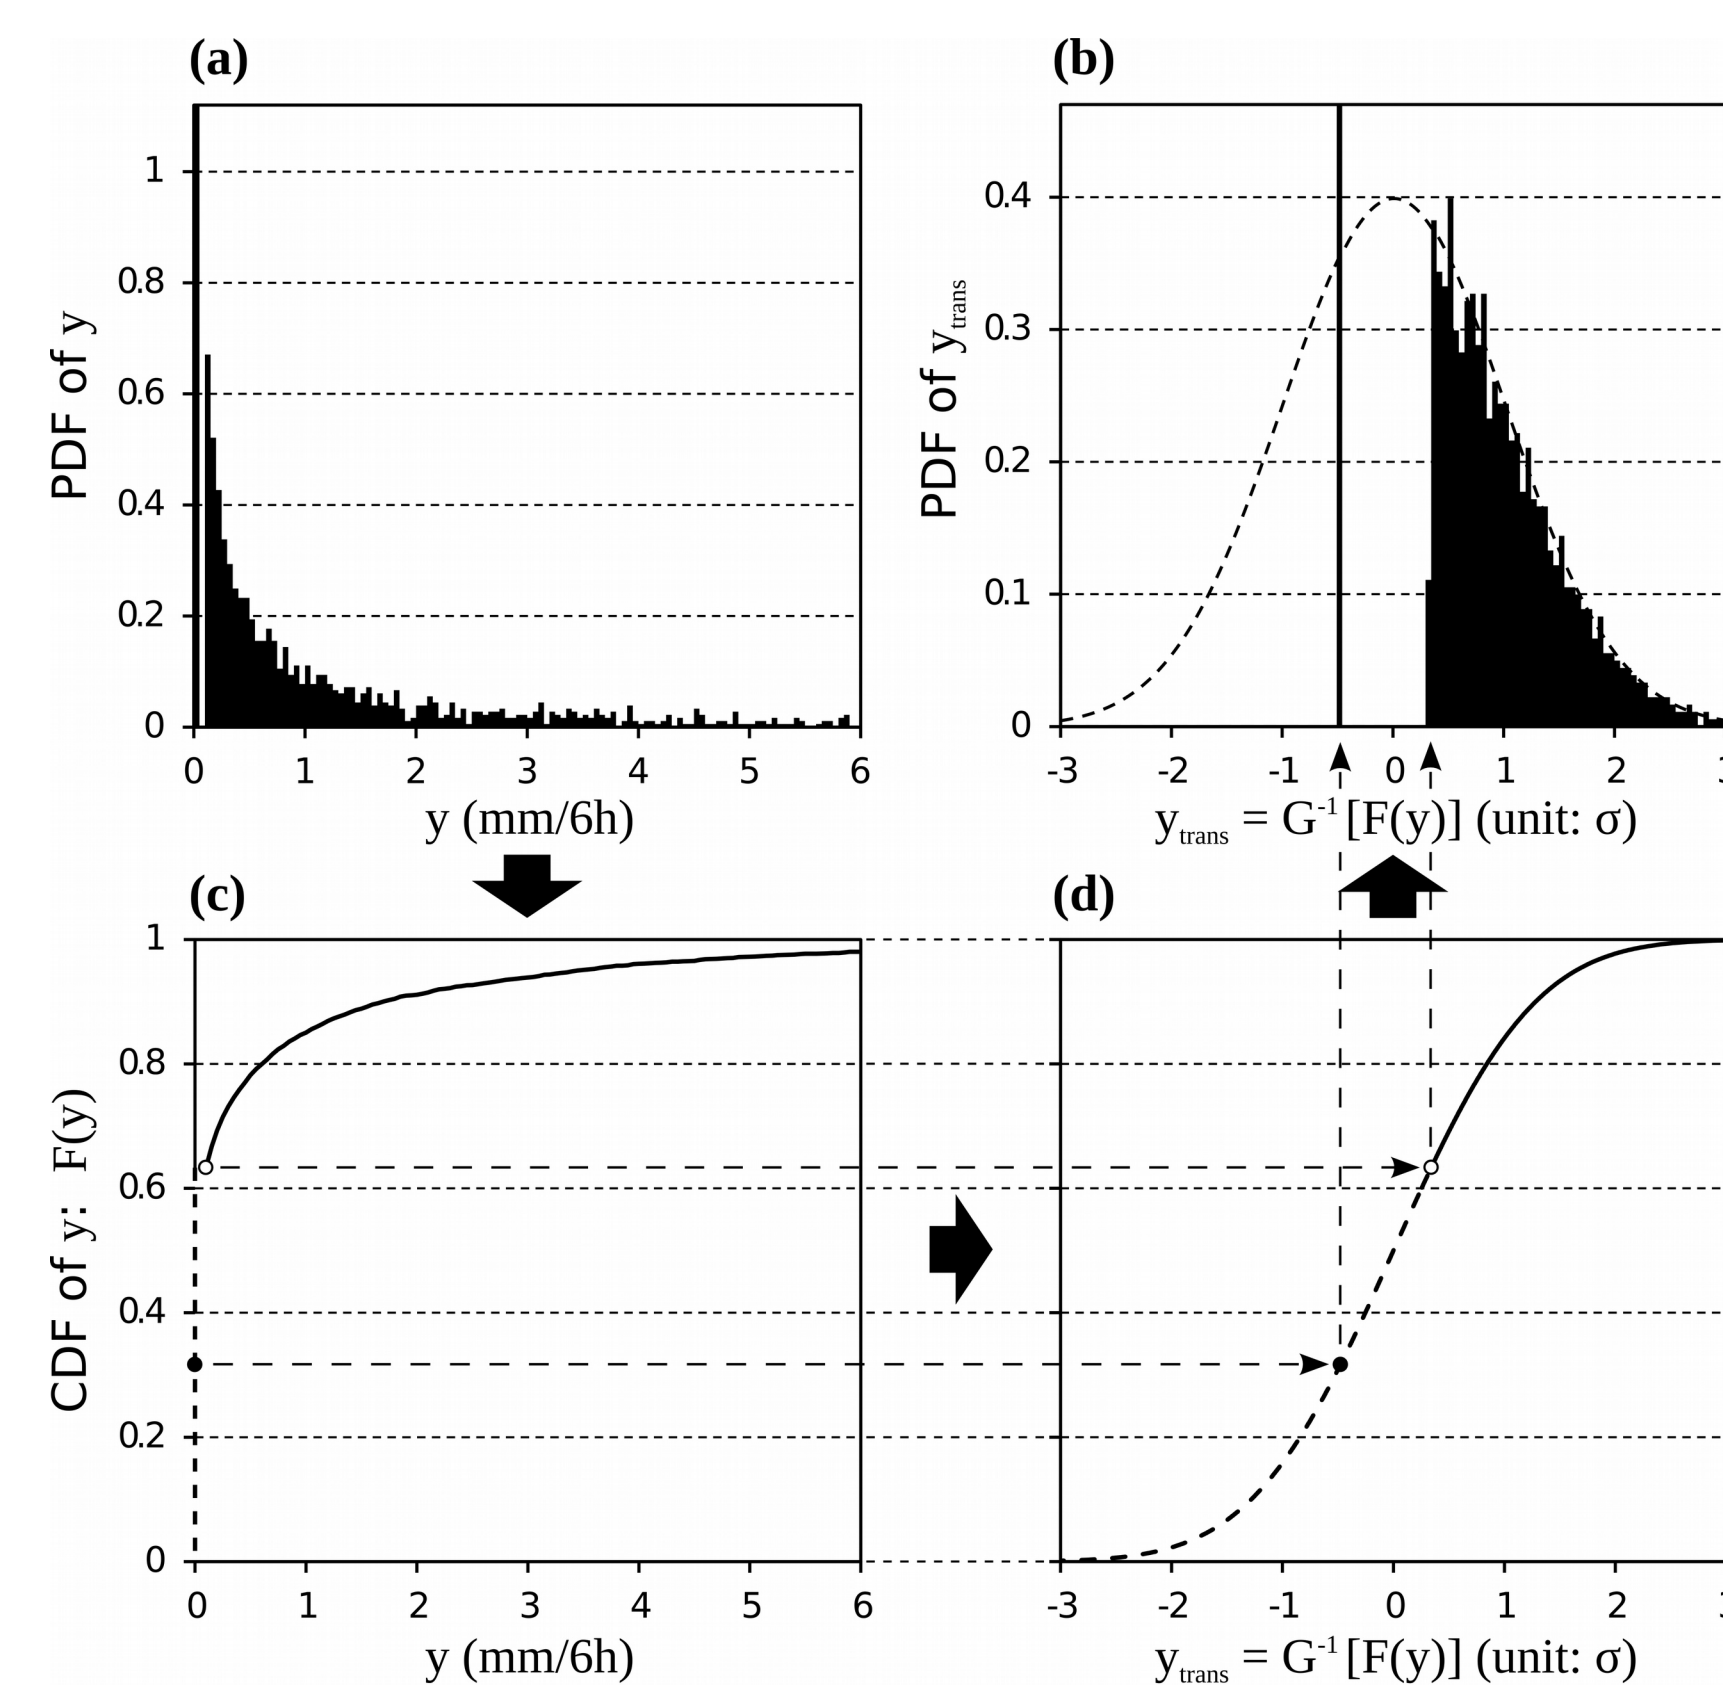 (a)
PDF of y
1
0.8
0.6
0.4
0.2
0
0 1 2 3 4 5 6
y (mm/6h)
(b)
PDF of ytrans
0.4
0.3
0.2
0.1
0
-3 -2 -1 0 1 2
ytrans = G-1 [F(y)] (unit: σ)
(c)
CDF of y: F(y)
1
0.8
0.6
0.4
0.2
0
0 1 2 3 4 5 6
y (mm/6h)
(d)
-3 -2 -1 0 1 2
ytrans = G-1 [F(y)] (unit: σ)